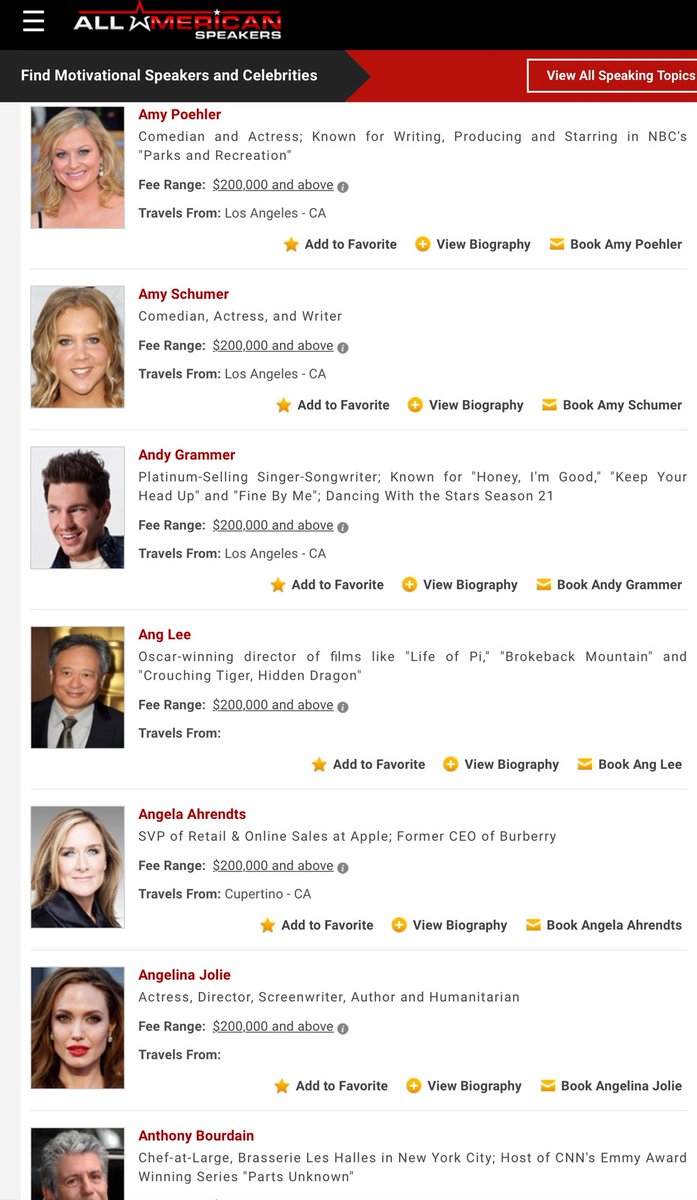 ALL AMERICAN
SPEAKERS
Find Motivational Speakers and Celebrities
View All Speaking Topics
Amy Poehler
Comedian and Actress; Known for Writing, Producing and Starring in NBC's
"Parks and Recreation"
Fee Range: $200,000 and above i
Travels From: Los Angeles - CA
Add to Favorite View Biography Book Amy Poehler
Amy Schumer
Comedian, Actress, and Writer
Fee Range: $200,000 and above i
Travels From: Los Angeles - CA
Add to Favorite View Biography Book Amy Schumer
Andy Grammer
Platinum-Selling Singer-Songwriter; Known for "Honey, I'm Good," "Keep Your
Head Up" and "Fine By Me"; Dancing With the Stars Season 21
Fee Range: $200,000 and above i
Travels From: Los Angeles - CA
Add to Favorite View Biography Book Andy Grammer
Ang Lee
Oscar-winning director of films like "Life of Pi," "Brokeback Mountain" and
"Crouching Tiger, Hidden Dragon"
Fee Range: $200,000 and above i
Travels From:
Add to Favorite View Biography Book Ang Lee
Angela Ahrendts
SVP of Retail & Online Sales at Apple; Former CEO of Burberry
Fee Range: $200,000 and above i
Travels From: Cupertino - CA
Add to Favorite View Biography Book Angela Ahrendts
Angelina Jolie
Actress, Director, Screenwriter, Author and Humanitarian
Fee Range: $200,000 and above i
Travels From:
Add to Favorite View Biography Book Angelina Jolie
Anthony Bourdain
Chef-at-Large, Brasserie Les Halles in New York City; Host of CNN's Emmy Award
Winning Series "Parts Unknown"